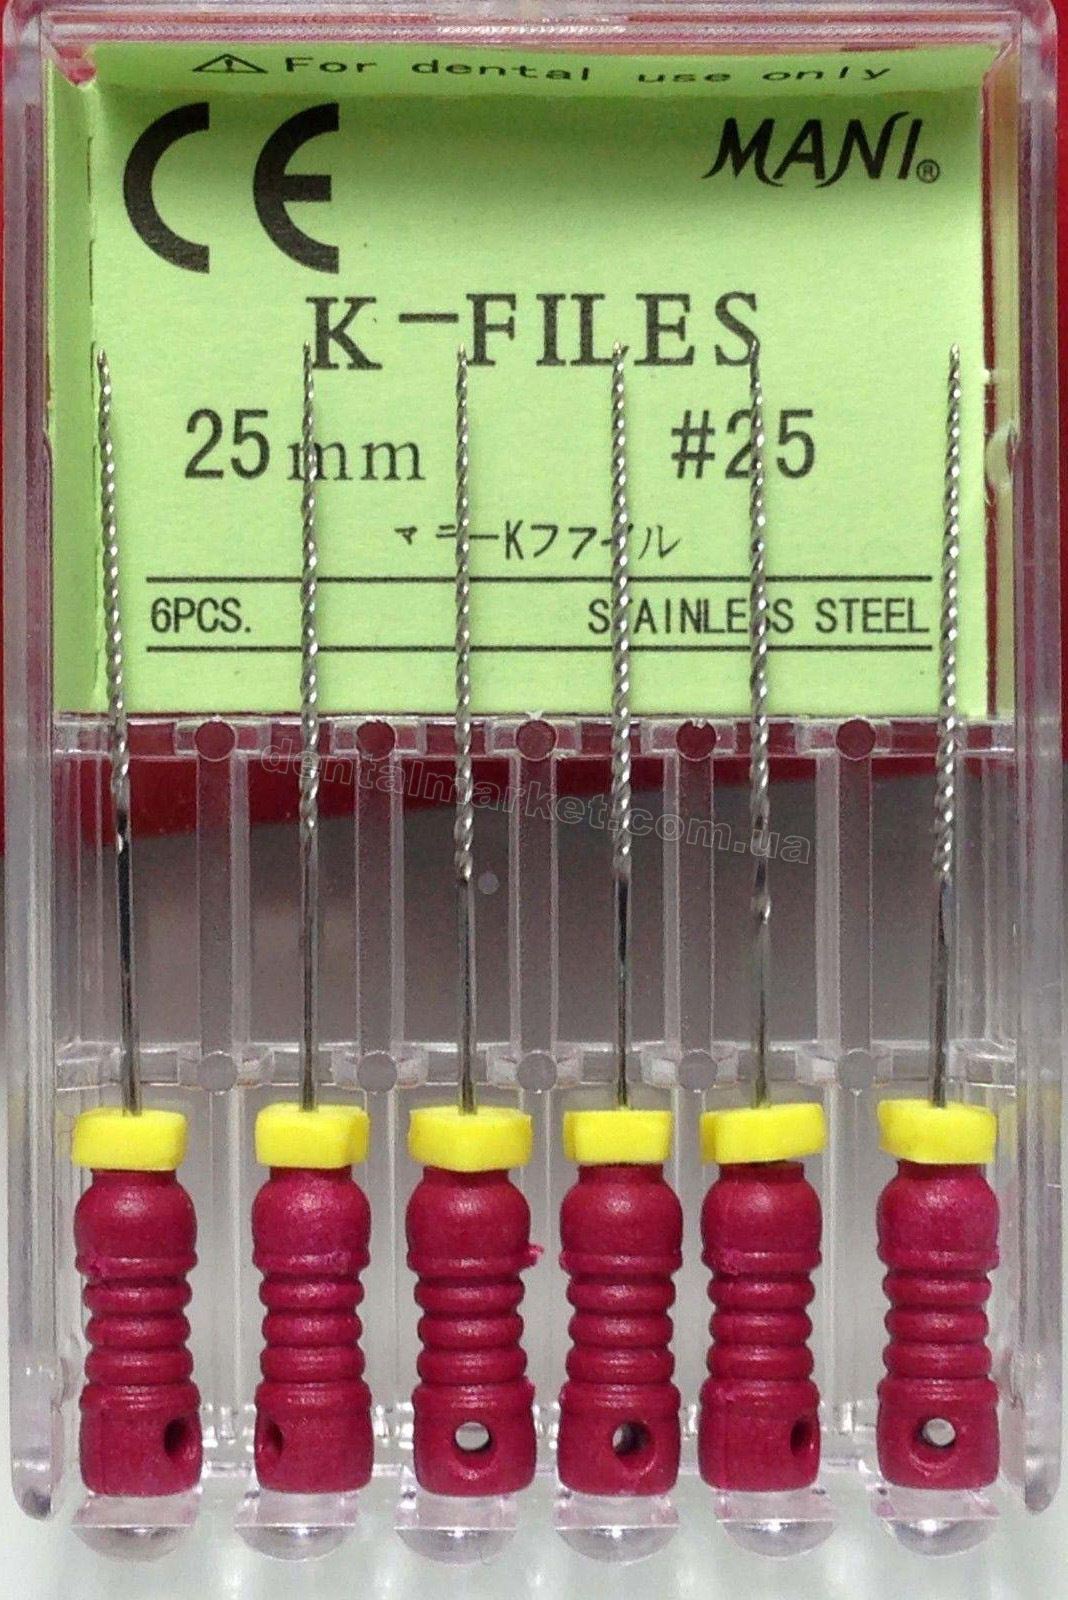 ⚠For dental use only
CE
MANI®
K-FILES
25mm #25
マニーKファイル
6PCS. STAINLESS STEEL
dentalmarket.com.ua